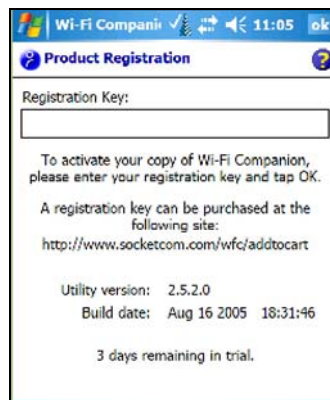 Wi-Fi Compani 11:05 ok
Product Registration
Registration Key:
To activate your copy of Wi-Fi Companion,
please enter your registration key and tap OK.
A registration key can be purchased at the
following site:
http://www.socketcom.com/wfc/addtocart
Utility version: 2.5.2.0
Build date: Aug 16 2005 18:31:46
3 days remaining in trial.